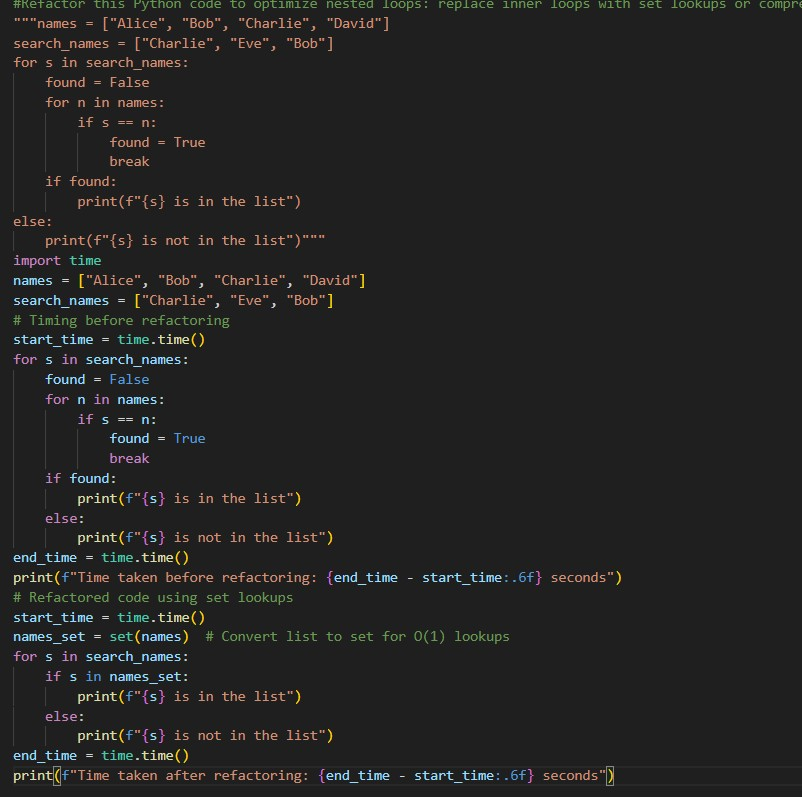 #Refactor this Python code to optimize nested loops: replace inner loops with set lookups or
"""names = ["Alice", "Bob", "Charlie", "David"]
search_names = ["Charlie", "Eve", "Bob"]
for s in search_names:
    found = False
    for n in names:
        if s == n:
            found = True
            break
    if found:
        print(f"{s} is in the list")
else:
    print(f"{s} is not in the list")"""
import time
names = ["Alice", "Bob", "Charlie", "David"]
search_names = ["Charlie", "Eve", "Bob"]
# Timing before refactoring
start_time = time.time()
for s in search_names:
    found = False
    for n in names:
        if s == n:
            found = True
            break
    if found:
        print(f"{s} is in the list")
    else:
        print(f"{s} is not in the list")
end_time = time.time()
print(f"Time taken before refactoring: {end_time - start_time:.6f} seconds")
# Refactored code using set lookups
start_time = time.time()
names_set = set(names)  # Convert list to set for O(1) lookups
for s in search_names:
    if s in names_set:
        print(f"{s} is in the list")
    else:
        print(f"{s} is not in the list")
end_time = time.time()
print(f"Time taken after refactoring: {end_time - start_time:.6f} seconds")